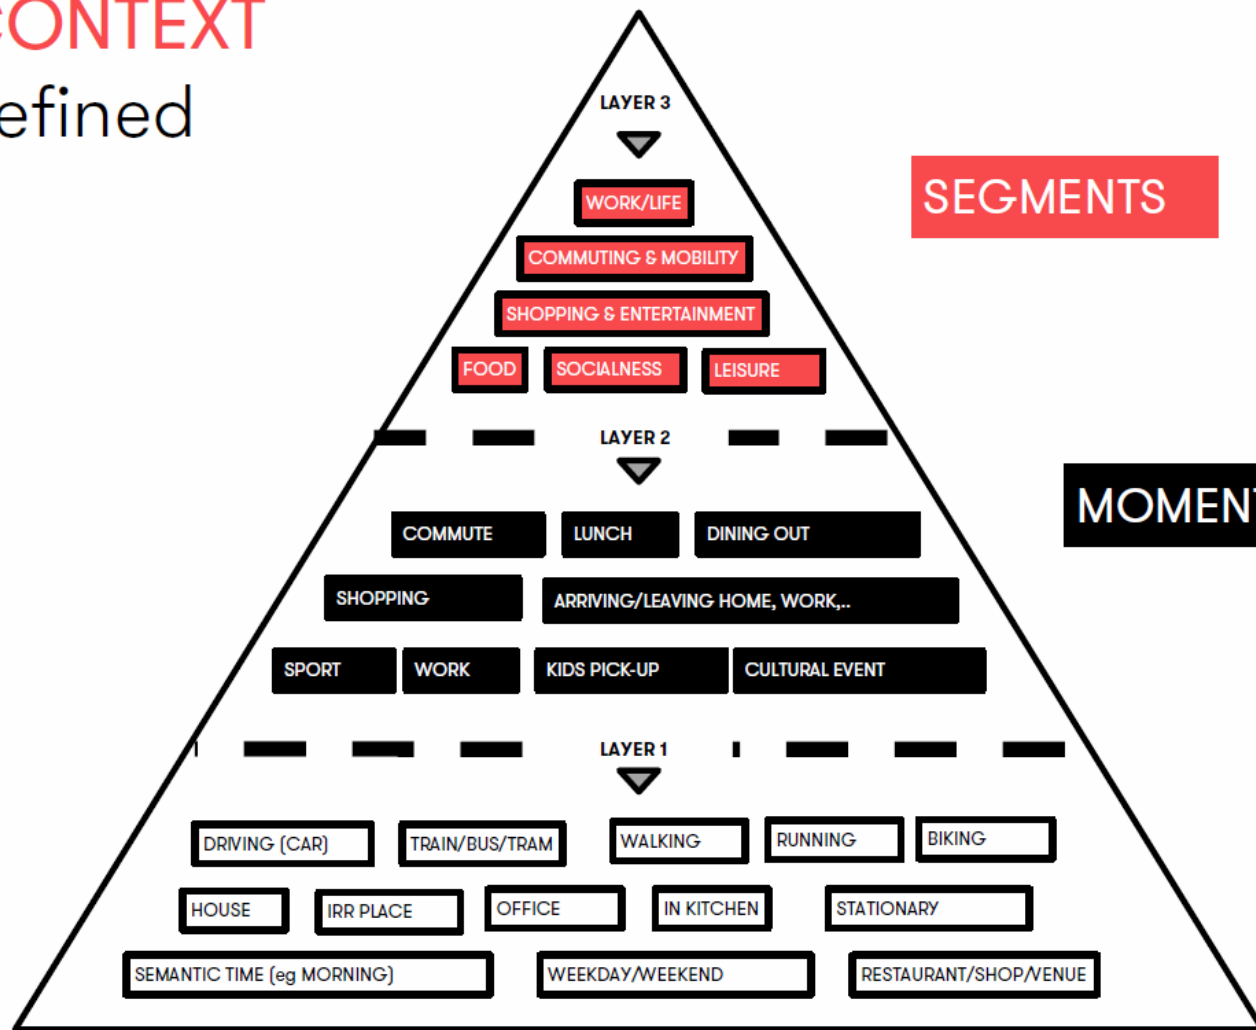 CONTEXT
efined
LAYER 3
WORK/LIFE
SEGMENTS
COMMUTING & MOBILITY
SHOPPING & ENTERTAINMENT
FOOD SOCIALNESS LEISURE
LAYER 2
MOMENT
COMMUTE LUNCH DINING OUT
SHOPPING ARRIVING/LEAVING HOME, WORK,..
SPORT WORK KIDS PICK-UP CULTURAL EVENT
LAYER 1
DRIVING (CAR) TRAIN/BUS/TRAM WALKING RUNNING BIKING
HOUSE IRR PLACE OFFICE IN KITCHEN STATIONARY
SEMANTIC TIME (eg MORNING) WEEKDAY/WEEKEND RESTAURANT/SHOP/VENUE